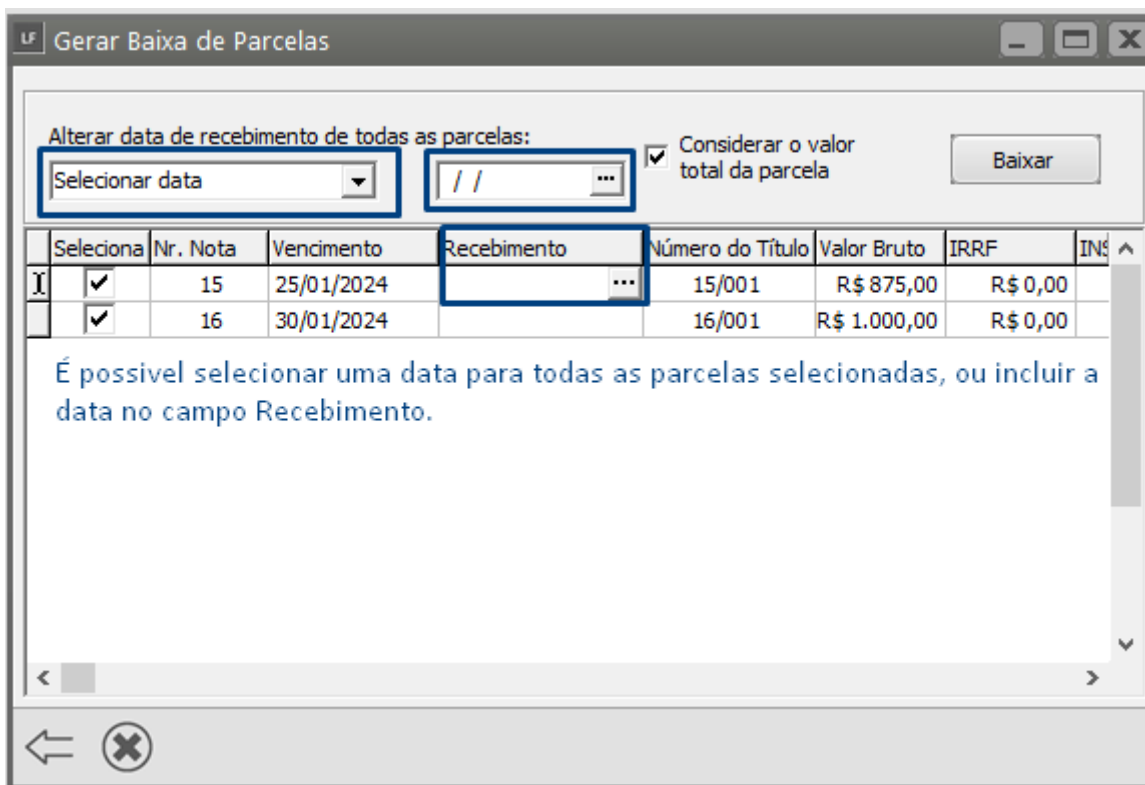 LF Gerar Baixa de Parcelas
Alterar data de recebimento de todas as parcelas:
Selecionar data
/ /
Considerar o valor
total da parcela
Baixar
Seleciona Nr. Nota Vencimento Recebimento Número do Título Valor Bruto IRRF INS
15 25/01/2024 15/001 R$ 875,00 R$ 0,00
16 30/01/2024 16/001 R$ 1.000,00 R$ 0,00
É possivel selecionar uma data para todas as parcelas selecionadas, ou incluir a
data no campo Recebimento.